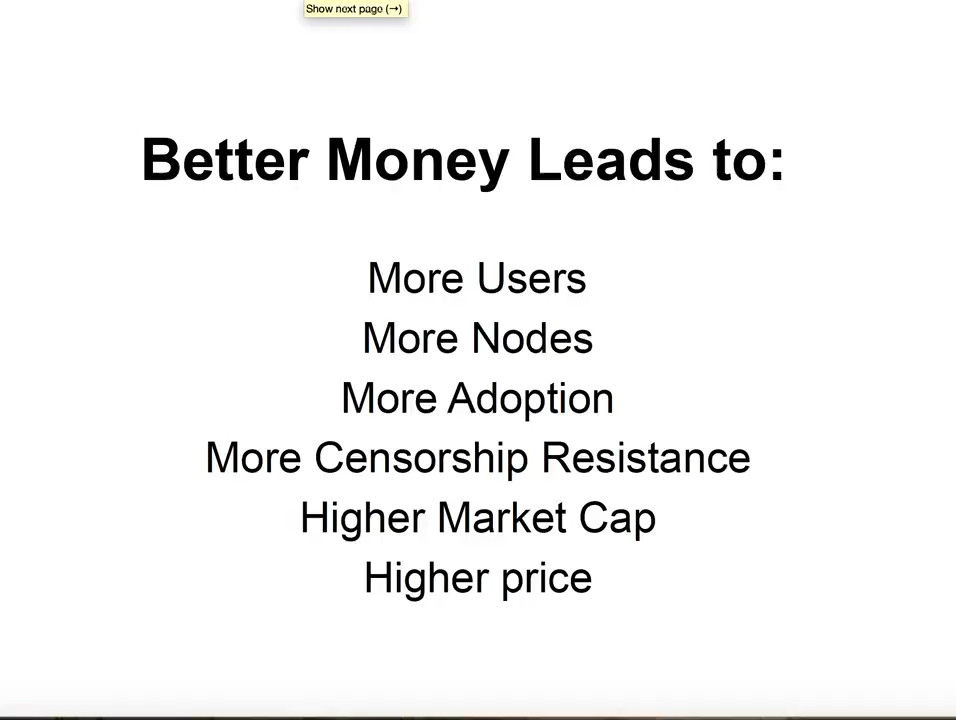 Show next page (→)
Better Money Leads to:
More Users
More Nodes
More Adoption
More Censorship Resistance
Higher Market Cap
Higher price